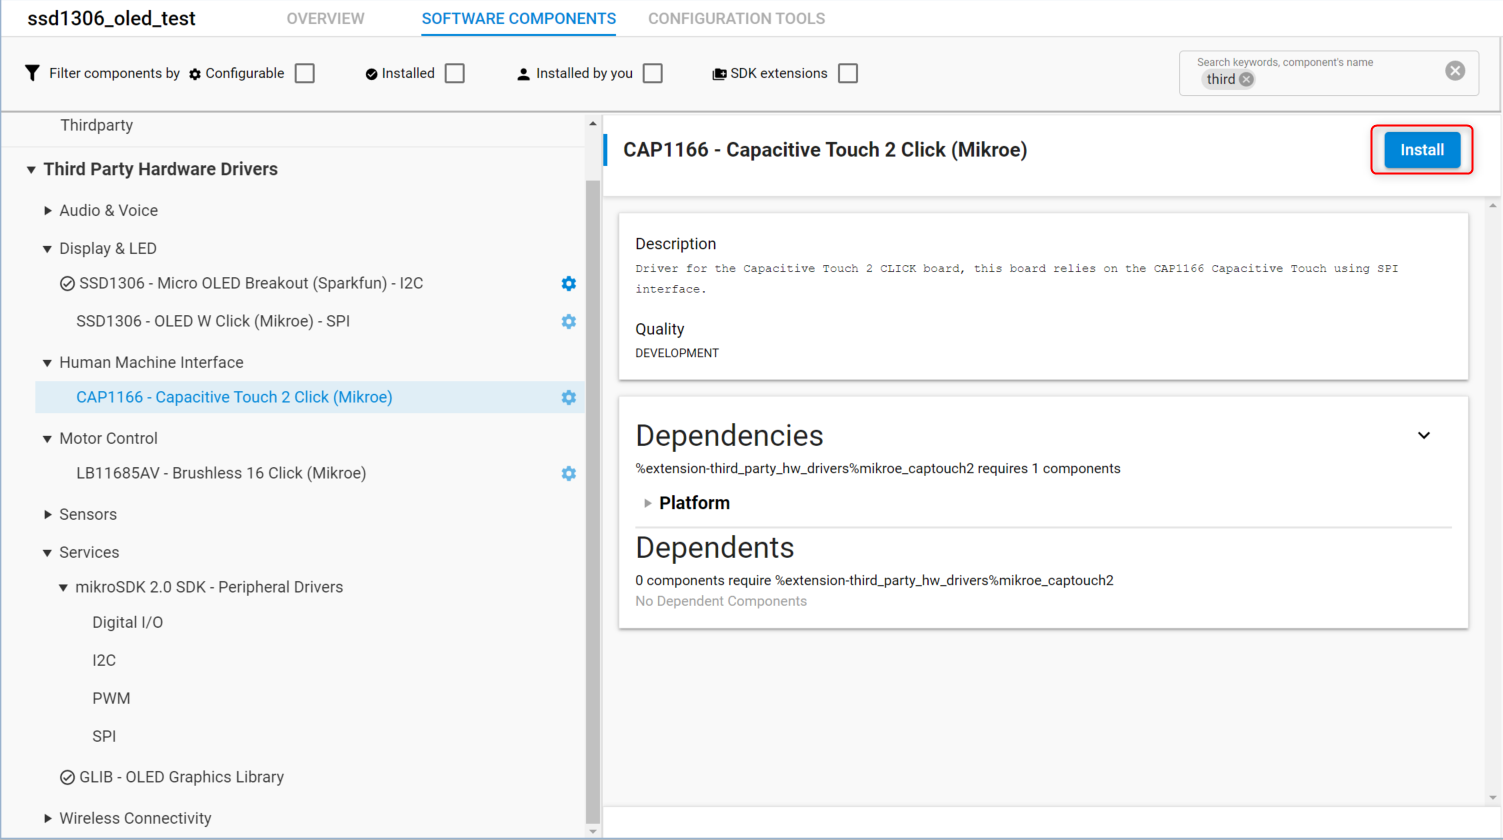 ssd1306_oled_test
OVERVIEW
SOFTWARE COMPONENTS
CONFIGURATION TOOLS
Filter components by
Configurable
Installed
Installed by you
SDK extensions
Search keywords, component's name
third
Thirdparty
Third Party Hardware Drivers
Audio & Voice
Display & LED
SSD1306 - Micro OLED Breakout (Sparkfun) - I2C
SSD1306 - OLED W Click (Mikroe) - SPI
Human Machine Interface
CAP1166 - Capacitive Touch 2 Click (Mikroe)
Motor Control
LB11685AV - Brushless 16 Click (Mikroe)
Sensors
Services
mikroSDK 2.0 SDK - Peripheral Drivers
Digital I/O
I2C
PWM
SPI
GLIB - OLED Graphics Library
Wireless Connectivity
CAP1166 - Capacitive Touch 2 Click (Mikroe)
Install
Description
Driver for the Capacitive Touch 2 CLICK board, this board relies on the CAP1166 Capacitive Touch using SPI
interface.
Quality
DEVELOPMENT
Dependencies
%extension-third_party_hw_drivers%mikroe_captouch2 requires 1 components
Platform
Dependents
0 components require %extension-third_party_hw_drivers%mikroe_captouch2
No Dependent Components